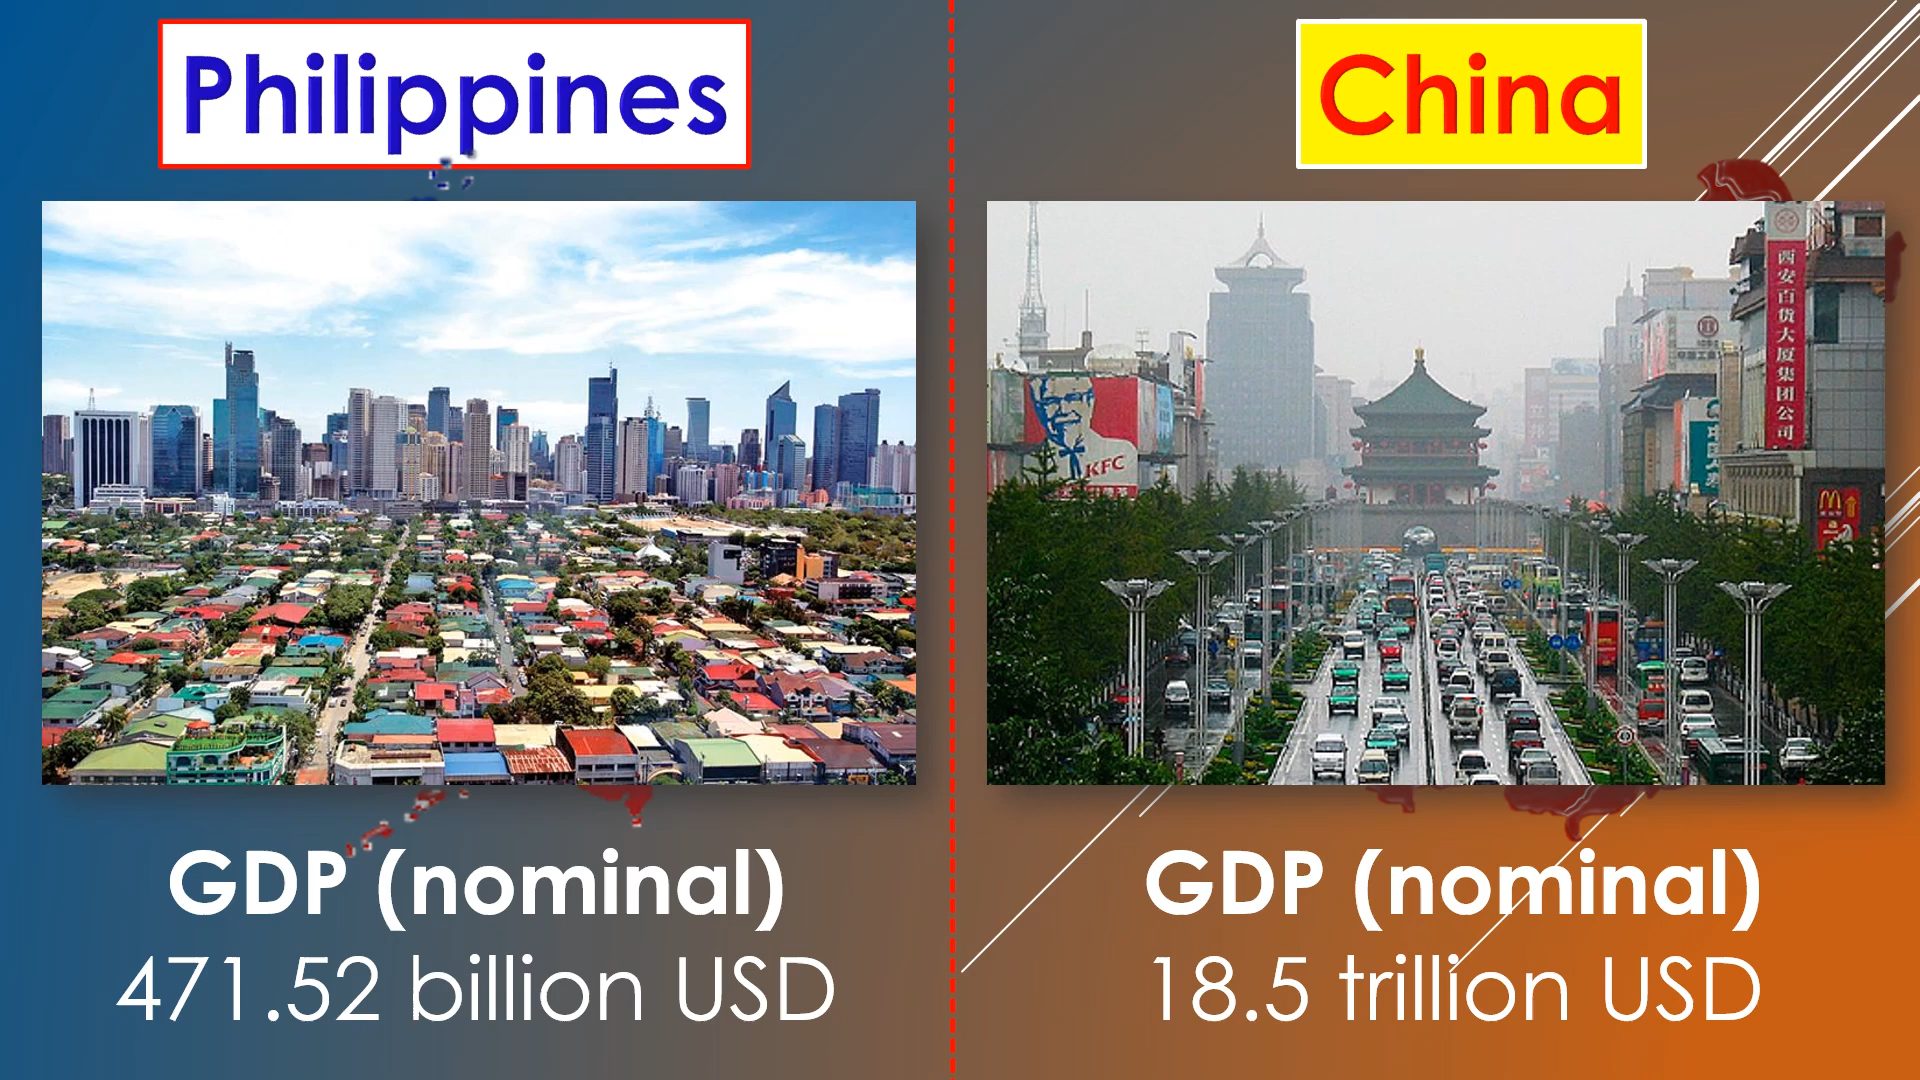 Philippines
China
KFC
西安百货大厦集团公司
GDP (nominal)
471.52 billion USD
GDP (nominal)
18.5 trillion USD